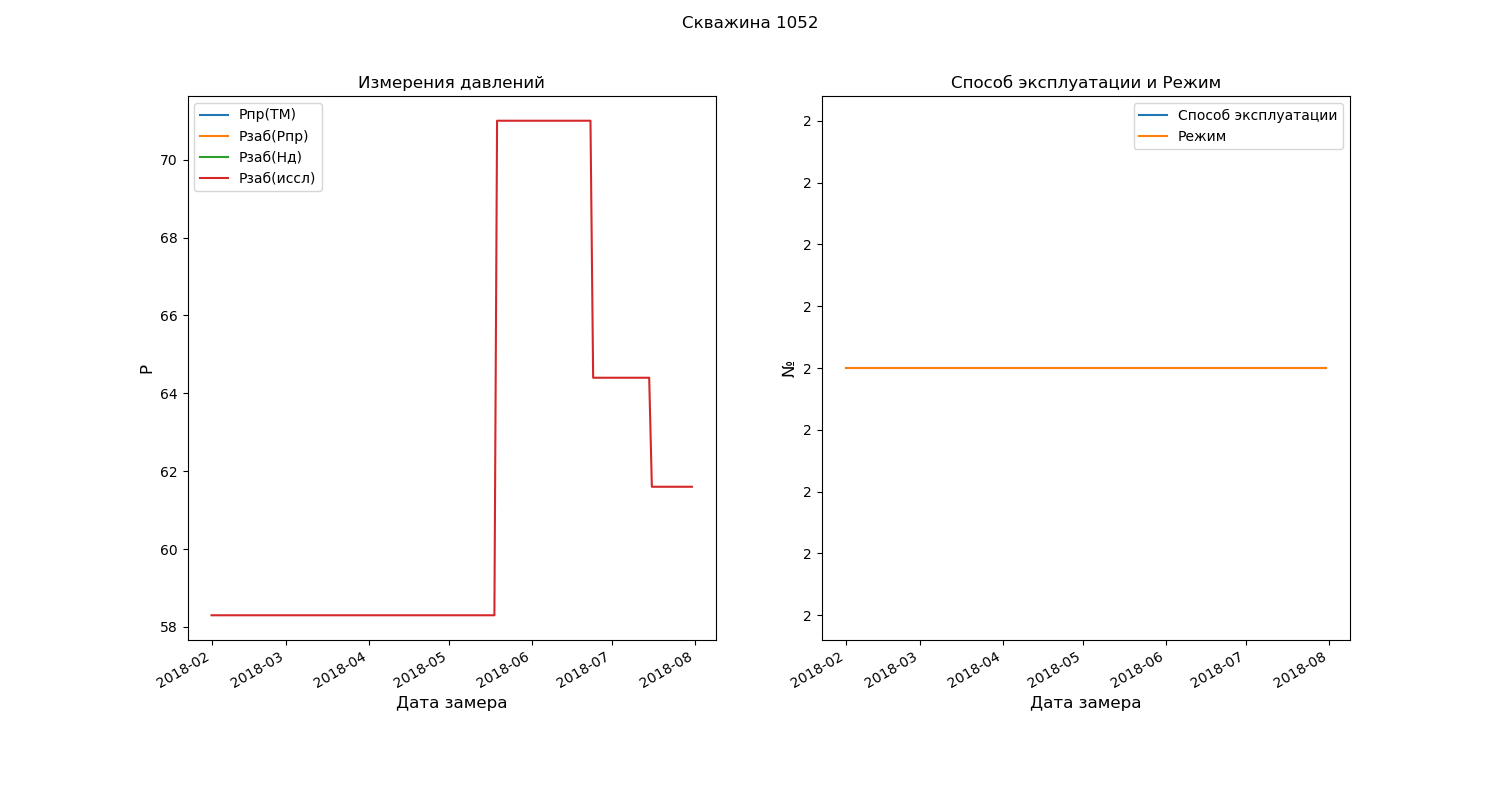 Скважина 1052
Измерения давлений
Рпр(ТМ)
Рзаб(Рпр)
Рзаб(Нд)
Рзаб(иссл)
70
68
66
64
62
60
58
Р
2018-02
2018-03
2018-04
2018-05
2018-06
2018-07
2018-08
Дата замера
Способ эксплуатации и Режим
Способ эксплуатации
Режим
2
2
2
2
2
2
2
2
2
№
2018-02
2018-03
2018-04
2018-05
2018-06
2018-07
2018-08
Дата замера